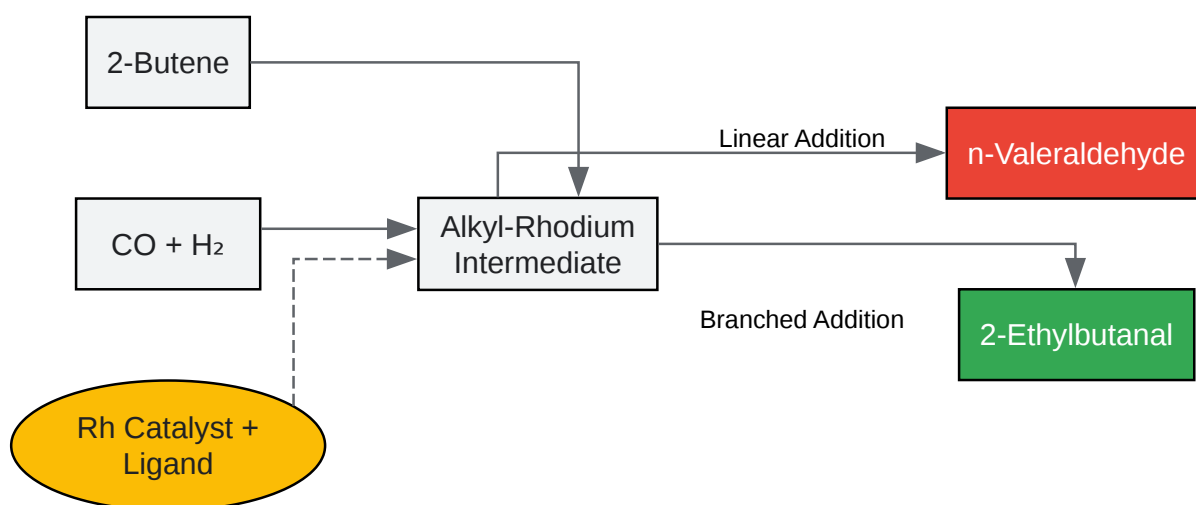 2-Butene
Linear Addition
n-Valeraldehyde
CO + H₂
Alkyl-Rhodium
Intermediate
Branched Addition
2-Ethylbutanal
Rh Catalyst +
Ligand